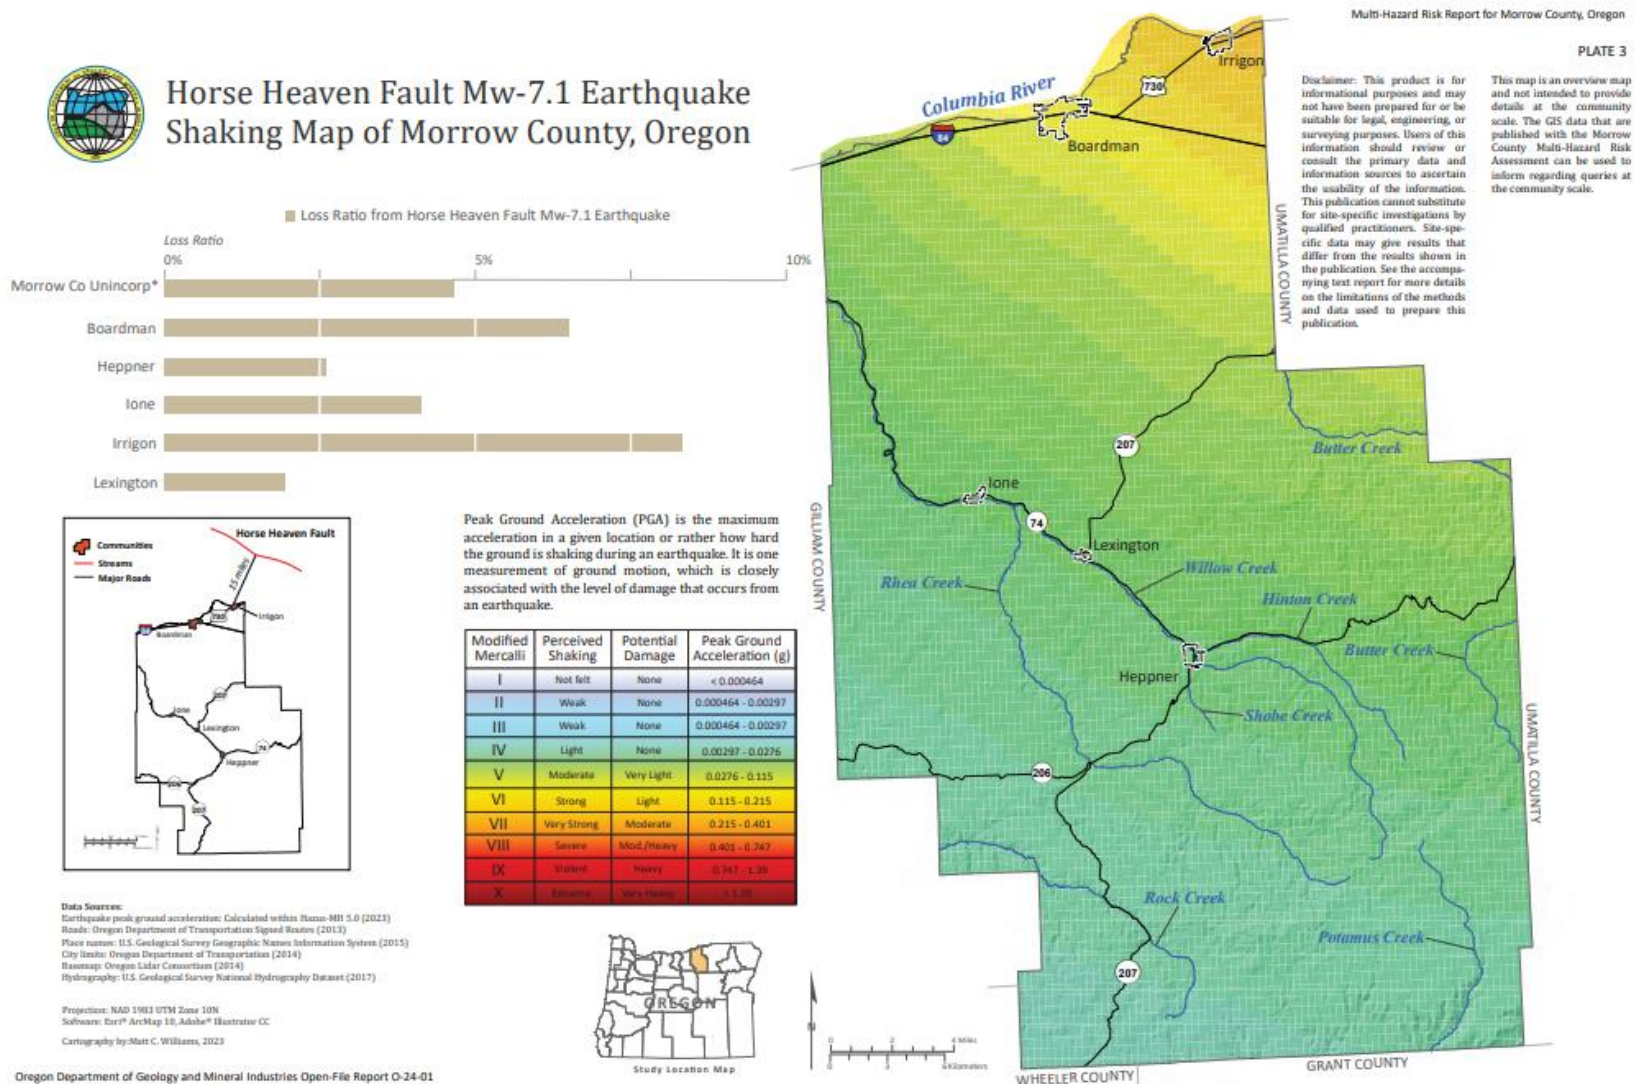 Multi-Hazard Risk Report for Morrow County, Oregon
PLATE 3
Horse Heaven Fault Mw-7.1 Earthquake
Shaking Map of Morrow County, Oregon
Disclaimer: This product is for
informational purposes and may
not have been prepared for or be
suitable for legal, engineering, or
surveying purposes. Users of this
information should review or
consult the primary data and
information sources to ascertain
the usability of the information.
This publication cannot substitute
for site-specific investigations by
qualified practitioners. Site-spe-
cific data may give results that
differ from the results shown in
the publication. See the accompa-
nying text report for more details
on the limitations of the methods
and data used to prepare this
publication.
This map is an overview map
and not intended to provide
details at the community
scale. The GIS data that are
published with the Morrow
County Multi-Hazard Risk
Assessment can be used to
inform regarding queries at
the community scale.
Loss Ratio from Horse Heaven Fault Mw-7.1 Earthquake
Loss Ratio
0% 5% 10%
Morrow Co Unincorp*
Boardman
Heppner
Ione
Irrigon
Lexington
Horse Heaven Fault
Communities
Streams
Major Roads
15 miles
Irrigon
730
Boardman
Ione
Lexington
74
Heppner
Peak Ground Acceleration (PGA) is the maximum
acceleration in a given location or rather how hard
the ground is shaking during an earthquake. It is one
measurement of ground motion, which is closely
associated with the level of damage that occurs from
an earthquake.
Modified Mercalli Perceived Shaking Potential Damage Peak Ground Acceleration (g)
I Not felt None < 0.000464
II Weak None 0.000464 - 0.00297
III Weak None 0.000464 - 0.00297
IV Light None 0.00297 - 0.0276
V Moderate Very Light 0.0276 - 0.115
VI Strong Light 0.115 - 0.215
VII Very Strong Moderate 0.215 - 0.401
VIII Severe Mod./Heavy 0.401 - 0.747
IX Violent Heavy 0.747 - 1.39
X Extreme Very Heavy
Data Sources:
Earthquake peak ground acceleration: Calculated within Hazus-MH 5.0 (2023)
Roads: Oregon Department of Transportation Signed Routes (2013)
Place names: U.S. Geological Survey Geographic Names Information System (2015)
City limits: Oregon Department of Transportation (2014)
Basemap: Oregon Lidar Consortium (2014)
Hydrography: U.S. Geological Survey National Hydrography Dataset (2017)
Projection: NAD 1983 UTM Zone 10N
Software: Esri® ArcMap 10, Adobe® Illustrator CC
Cartography by: Matt C. Williams, 2023
OREGON
Study Location Map
Oregon Department of Geology and Mineral Industries Open-File Report O-24-01
Irrigon
730
Columbia River
84
Boardman
UMATILLA COUNTY
207
Butter Creek
Ione
GILLIAM COUNTY
74
Lexington
Willow Creek
Rhea Creek
Hinton Creek
Butter Creek
Heppner
Shobe Creek
UMATILLA COUNTY
206
Rock Creek
Potamus Creek
207
4 Miles
Kilometers
GRANT COUNTY
WHEELER COUNTY